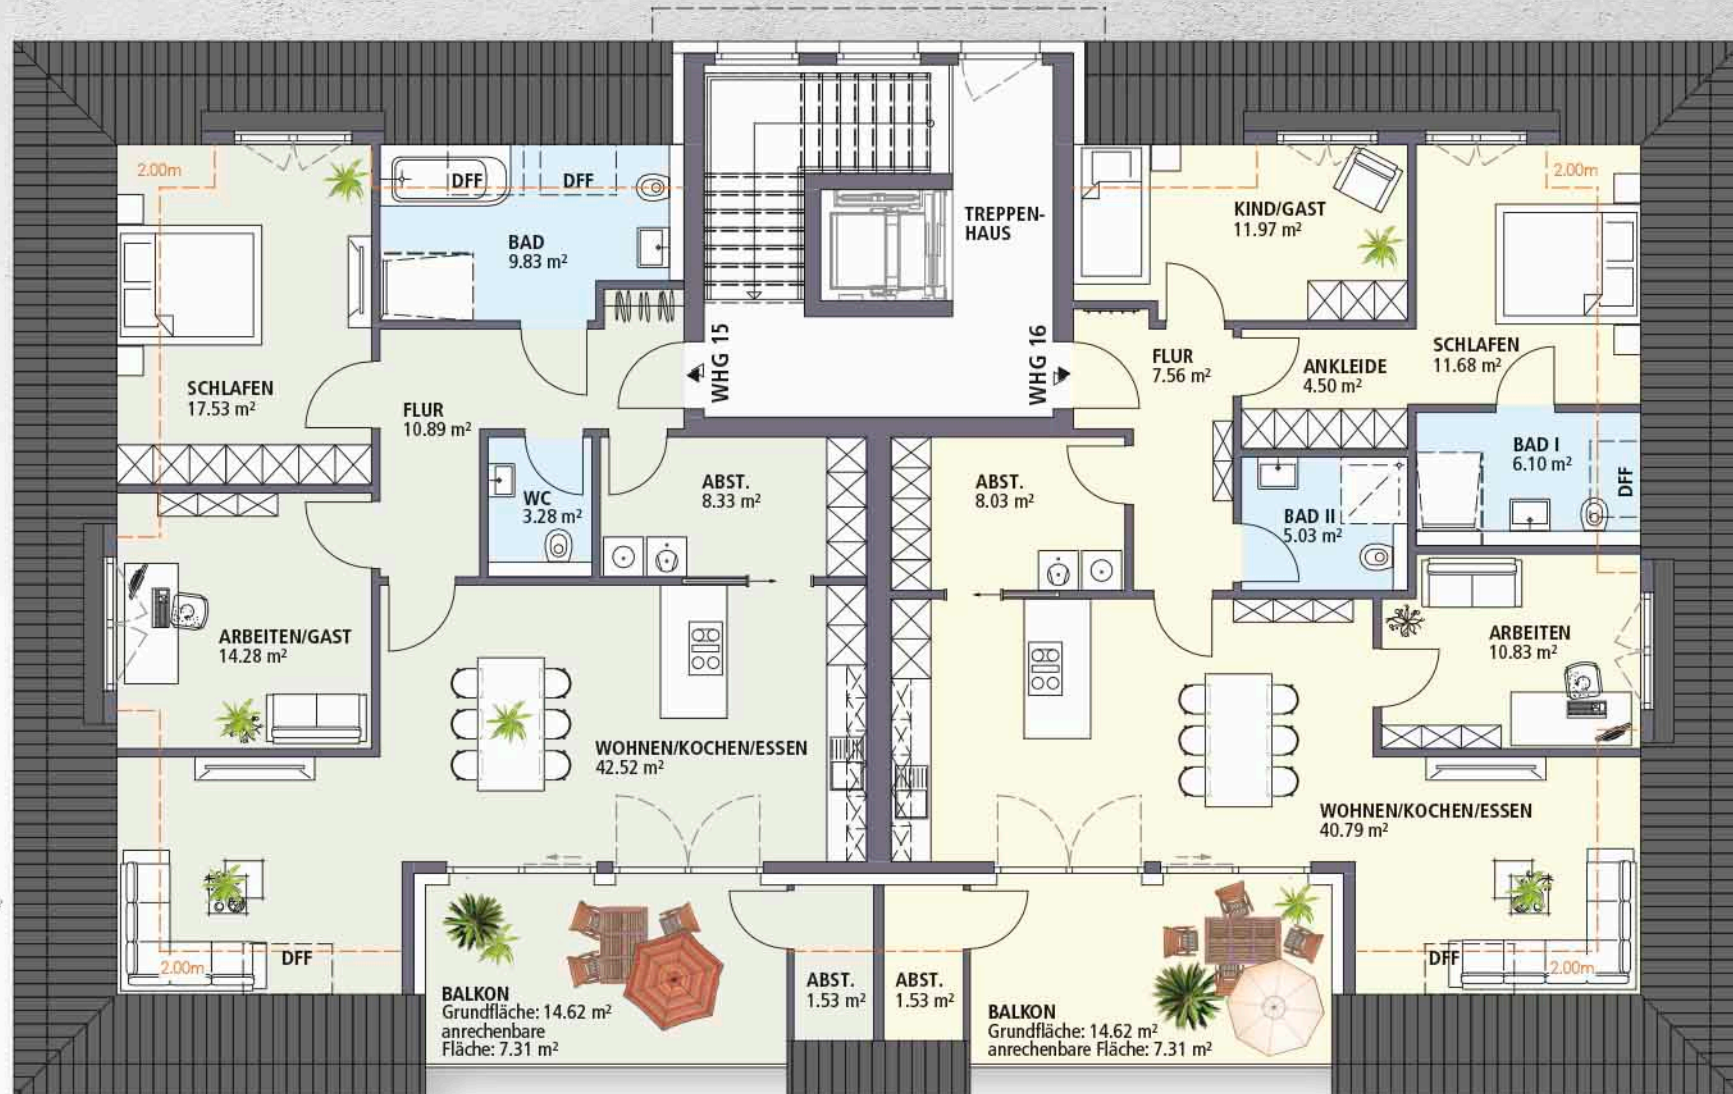 2.00m
DFF
DFF
BAD
9.83 m²
SCHLAFEN
17.53 m²
FLUR
10.89 m²
WC
3.28 m²
ABST.
8.33 m²
ARBEITEN/GAST
14.28 m²
WOHNEN/KOCHEN/ESSEN
42.52 m²
2.00m
DFF
BALKON
Grundfläche: 14.62 m²
anrechenbare
Fläche: 7.31 m²
ABST.
1.53 m²
WHG 15
TREPPEN-
HAUS
WHG 16
KIND/GAST
11.97 m²
2.00m
FLUR
7.56 m²
ANKLEIDE
4.50 m²
SCHLAFEN
11.68 m²
BAD I
6.10 m²
DFF
ABST.
8.03 m²
BAD II
5.03 m²
ARBEITEN
10.83 m²
WOHNEN/KOCHEN/ESSEN
40.79 m²
DFF
2.00m
ABST.
1.53 m²
BALKON
Grundfläche: 14.62 m²
anrechenbare Fläche: 7.31 m²